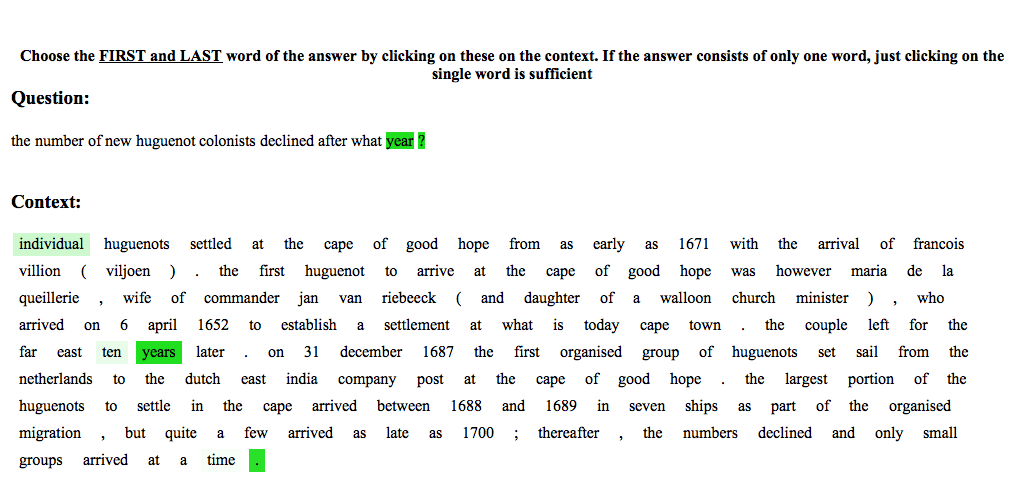 Choose the FIRST and LAST word of the answer by clicking on these on the context. If the answer consists of only one word, just clicking on the
single word is sufficient
Question:
the number of new huguenot colonists declined after what year ?
Context:
individual huguenots settled at the cape of good hope from as early as 1671 with the arrival of francois
villion ( viljoen ) . the first huguenot to arrive at the cape of good hope was however maria de la
queillerie , wife of commander jan van riebeeck ( and daughter of a walloon church minister ) , who
arrived on 6 april 1652 to establish a settlement at what is today cape town . the couple left for the
far east ten years later . on 31 december 1687 the first organised group of huguenots set sail from the
netherlands to the dutch east india company post at the cape of good hope . the largest portion of the
huguenots to settle in the cape arrived between 1688 and 1689 in seven ships as part of the organised
migration , but quite a few arrived as late as 1700 ; thereafter , the numbers declined and only small
groups arrived at a time .